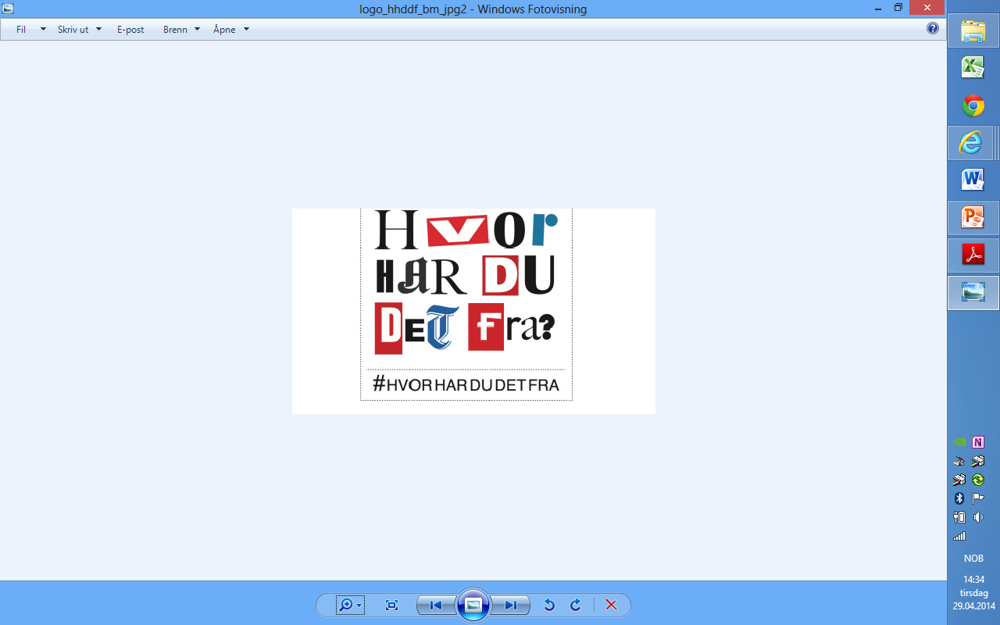 logo_hhddf_bm_jpg2 - Windows Fotovisning
Fil Skriv ut E-post Brenn Åpne
Hvor
HAR DU
DeT Fra?
#HVOR HAR DU DET FRA
NOB
14:34
tirsdag
29.04.2014